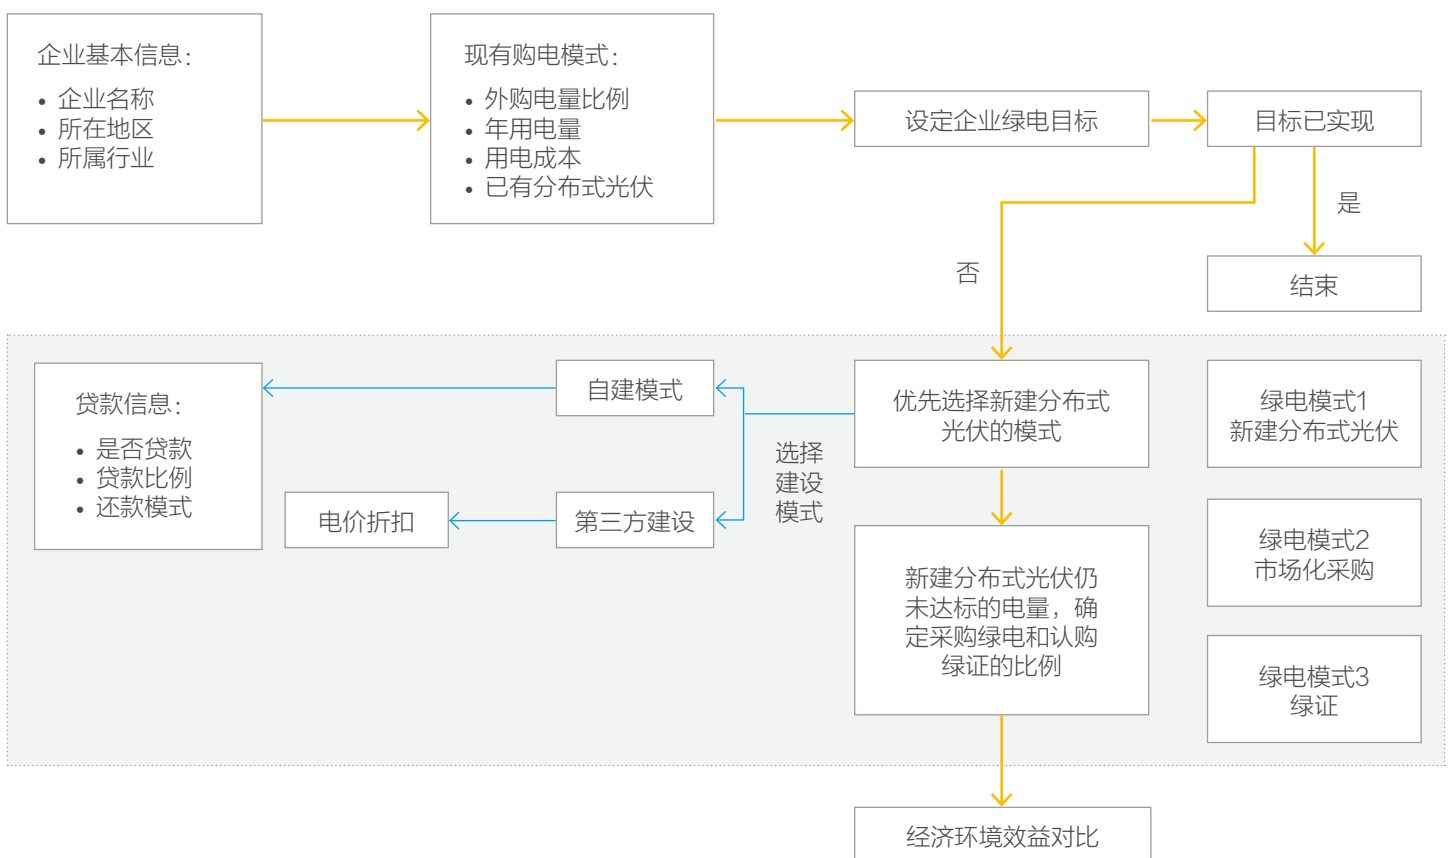 企业基本信息：
• 企业名称
• 所在地区
• 所属行业
现有购电模式：
• 外购电量比例
• 年用电量
• 用电成本
• 已有分布式光伏
设定企业绿电目标
目标已实现
是
否
结束
贷款信息：
• 是否贷款
• 贷款比例
• 还款模式
自建模式
电价折扣
第三方建设
选择
建设
模式
优先选择新建分布式
光伏的模式
新建分布式光伏仍
未达标的电量，确
定采购绿电和认购
绿证的比例
绿电模式1
新建分布式光伏
绿电模式2
市场化采购
绿电模式3
绿证
经济环境效益对比